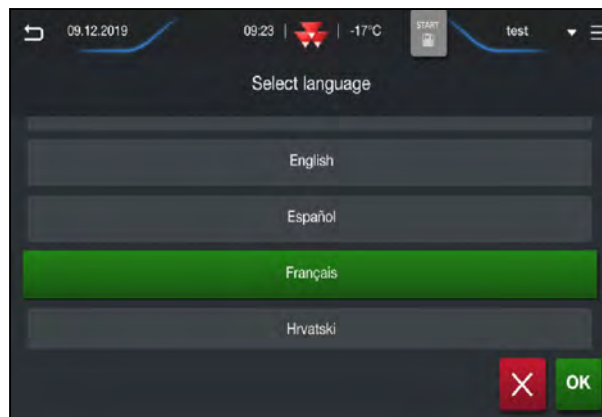 09.12.2019 09:23 | | -17°C START test
Select language
English
Español
Français
Hrvatski
OK